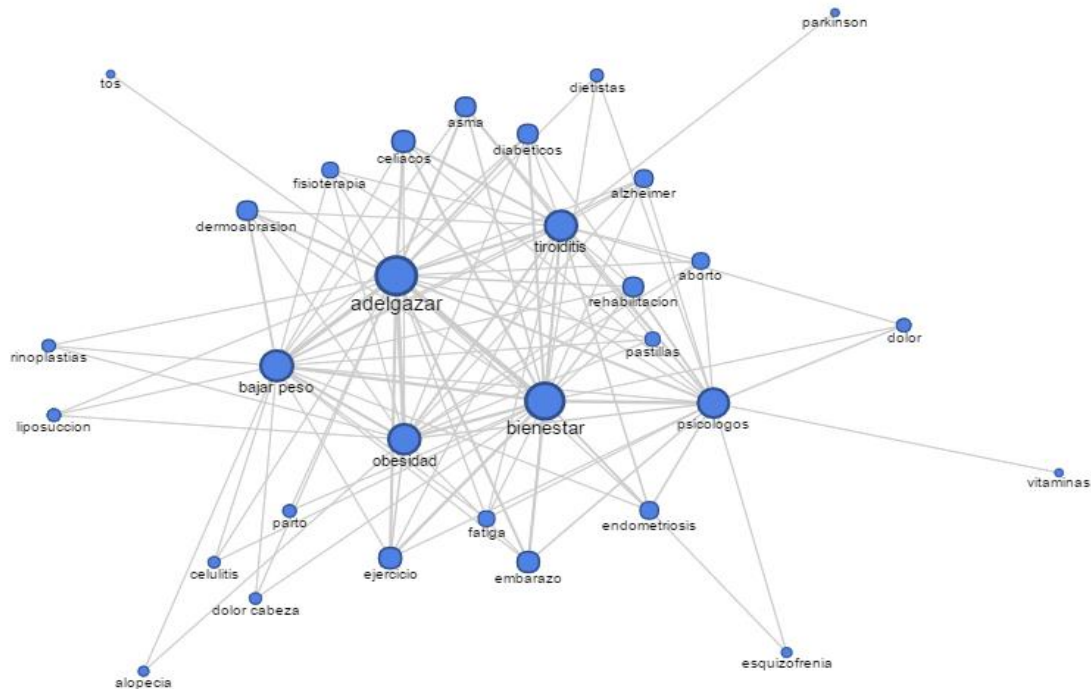 parkinson
tos
dietistas
asma
diabeticos
celiacos
fisioterapia
alzheimer
dermoabrasion
tiroiditis
aborto
adelgazar
rehabilitacion
dolor
rinoplastias
pastillas
bajar peso
bienestar
psicologos
liposuccion
obesidad
vitaminas
parto
fatiga
endometriosis
celulitis
ejercicio
embarazo
dolor cabeza
esquizofrenia
alopecia